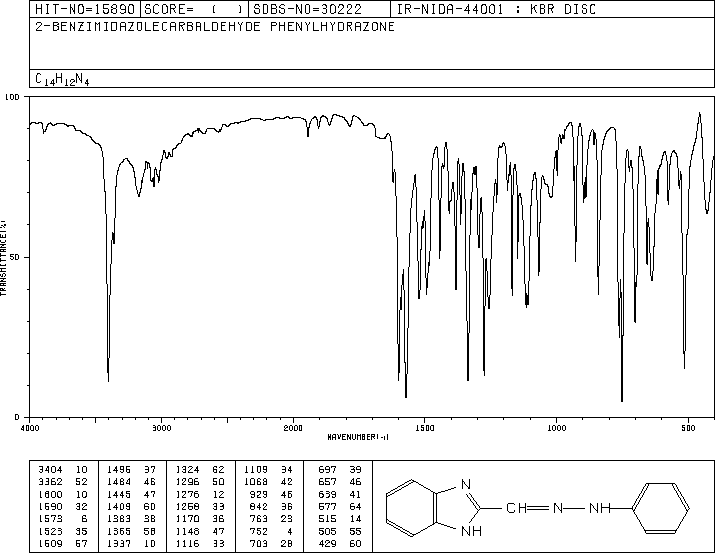 HIT-NO=15890 SCORE= ( ) SDBS-NO=30222 IR-NIDA-44001 : KBR DISC
2-BENZIMIDAZOLECARBALDEHYDE PHENYLHYDRAZONE
C14H12N4
100
TRANSMITTANCE(%)
50
0
4000 3000 2000 1500 1000 500
WAVENUMBER(-1)
3404 10 1496 37 1324 62 1109 34 697 39
3362 52 1484 46 1296 50 1068 42 657 46
1600 10 1445 47 1276 12 929 46 639 41
1590 32 1409 60 1258 33 842 36 577 64
1573 6 1383 38 1170 36 763 23 515 14
1523 35 1365 58 1148 47 752 4 505 55
1509 67 1337 10 1116 33 703 28 429 60
N
CH N NH
NH